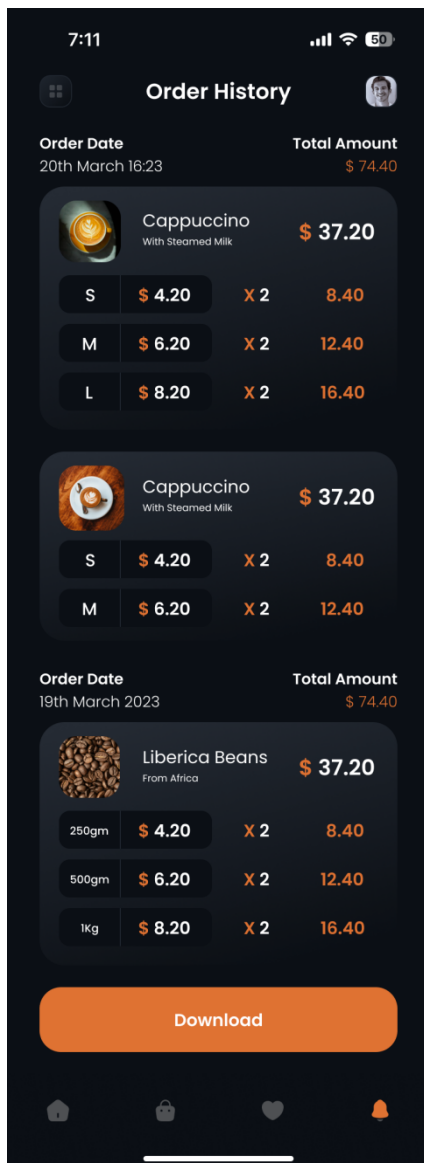 7:11
50
Order History
Order Date Total Amount
20th March 16:23 $ 74.40
Cappuccino
With Steamed Milk
$ 37.20
S $ 4.20 X 2 8.40
M $ 6.20 X 2 12.40
L $ 8.20 X 2 16.40
Cappuccino
With Steamed Milk
$ 37.20
S $ 4.20 X 2 8.40
M $ 6.20 X 2 12.40
Order Date Total Amount
19th March 2023 $ 74.40
Liberica Beans
From Africa
$ 37.20
250gm $ 4.20 X 2 8.40
500gm $ 6.20 X 2 12.40
1Kg $ 8.20 X 2 16.40
Download